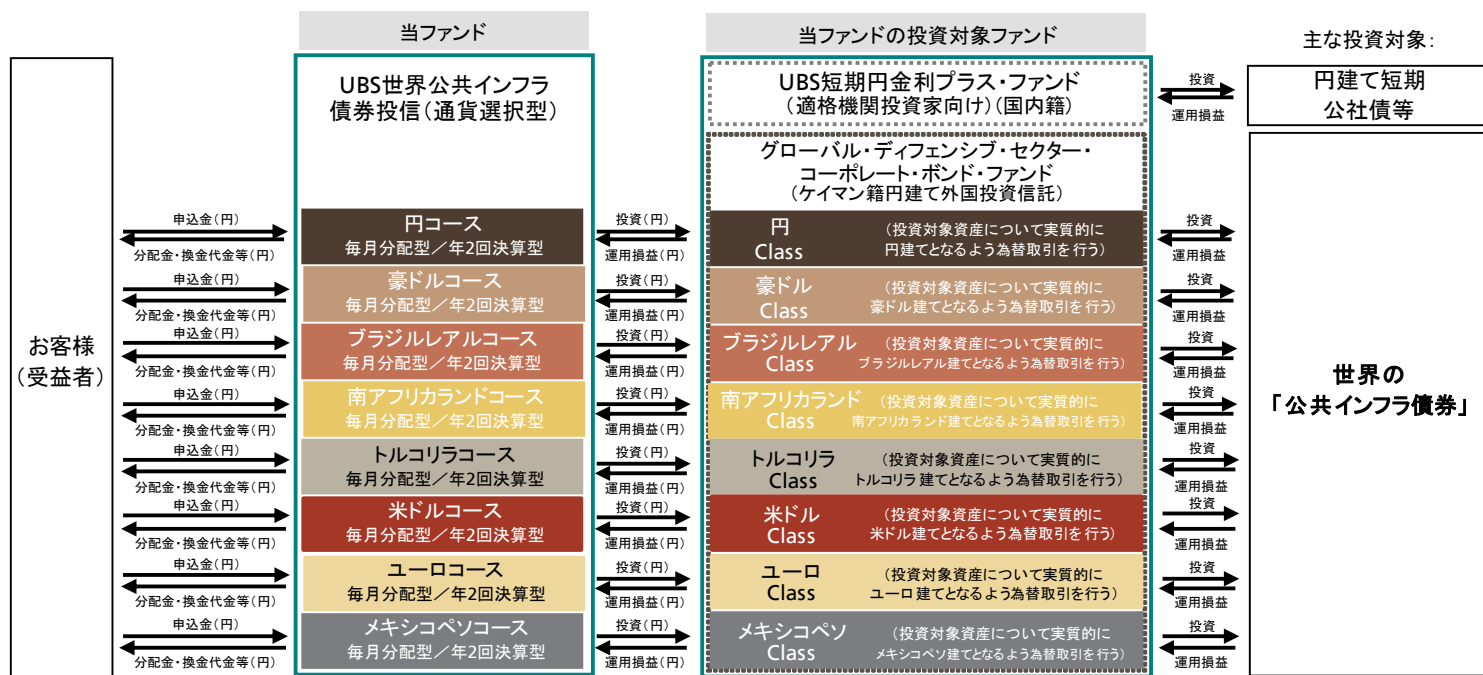 当ファンド
当ファンドの投資対象ファンド
主な投資対象:
お客様
(受益者)
UBS世界公共インフラ
債券投信(通貨選択型)
UBS短期円金利プラス・ファンド
(適格機関投資家向け)(国内籍)
投資
運用損益
円建て短期
公社債等
グローバル・ディフェンシブ・セクター・
コーポレート・ボンド・ファンド
(ケイマン籍円建て外国投資信託)
世界の
「公共インフラ債券」
申込金(円)
分配金・換金代金等(円)
円コース
毎月分配型/年2回決算型
投資(円)
運用損益(円)
円
Class
(投資対象資産について実質的に
円建てとなるよう為替取引を行う)
投資
運用損益
申込金(円)
分配金・換金代金等(円)
豪ドルコース
毎月分配型/年2回決算型
投資(円)
運用損益(円)
豪ドル
Class
(投資対象資産について実質的に
豪ドル建てとなるよう為替取引を行う)
投資
運用損益
申込金(円)
分配金・換金代金等(円)
ブラジルレアルコース
毎月分配型/年2回決算型
投資(円)
運用損益(円)
ブラジルレアル
Class
(投資対象資産について実質的に
ブラジルレアル建てとなるよう為替取引を行う)
投資
運用損益
申込金(円)
分配金・換金代金等(円)
南アフリカランドコース
毎月分配型/年2回決算型
投資(円)
運用損益(円)
南アフリカランド
Class
(投資対象資産について実質的に
南アフリカランド建てとなるよう為替取引を行う)
投資
運用損益
申込金(円)
分配金・換金代金等(円)
トルコリラコース
毎月分配型/年2回決算型
投資(円)
運用損益(円)
トルコリラ
Class
(投資対象資産について実質的に
トルコリラ建てとなるよう為替取引を行う)
投資
運用損益
申込金(円)
分配金・換金代金等(円)
米ドルコース
毎月分配型/年2回決算型
投資(円)
運用損益(円)
米ドル
Class
(投資対象資産について実質的に
米ドル建てとなるよう為替取引を行う)
投資
運用損益
申込金(円)
分配金・換金代金等(円)
ユーロコース
毎月分配型/年2回決算型
投資(円)
運用損益(円)
ユーロ
Class
(投資対象資産について実質的に
ユーロ建てとなるよう為替取引を行う)
投資
運用損益
申込金(円)
分配金・換金代金等(円)
メキシコペソコース
毎月分配型/年2回決算型
投資(円)
運用損益(円)
メキシコペソ
Class
(投資対象資産について実質的に
メキシコペソ建てとなるよう為替取引を行う)
投資
運用損益